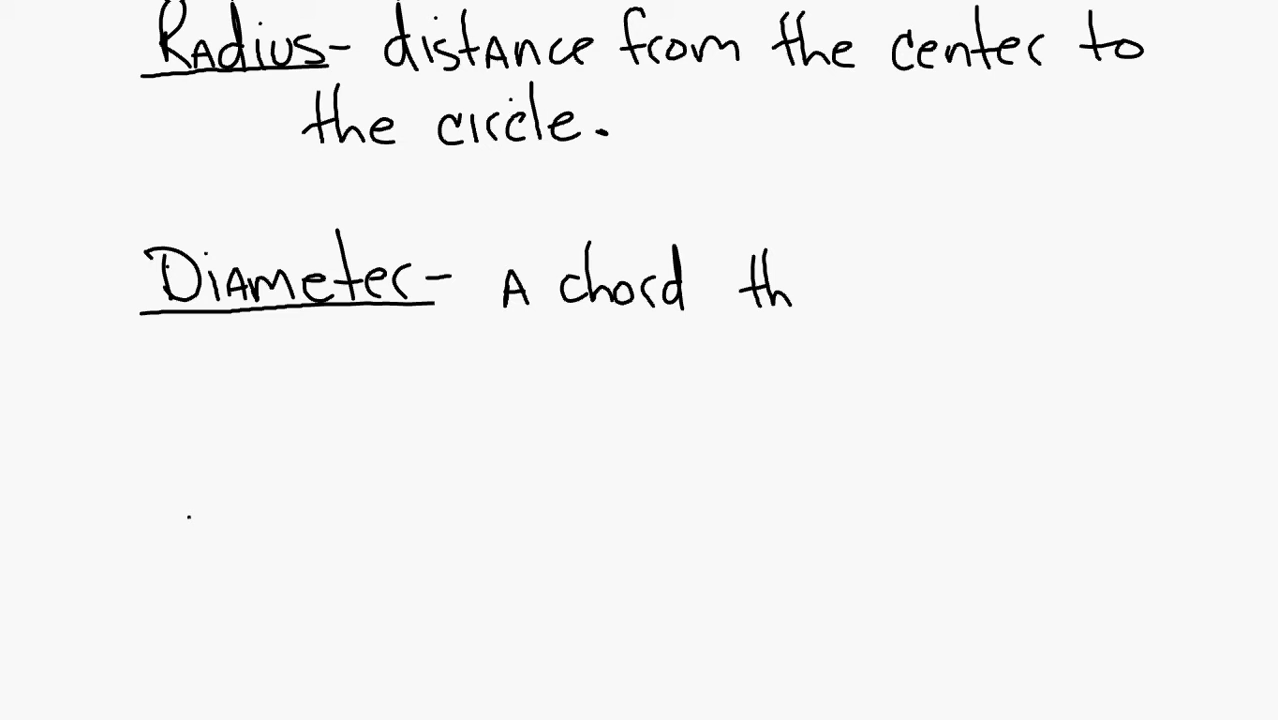 Radius- distance from the center to
the circle.
Diameter- A chord th